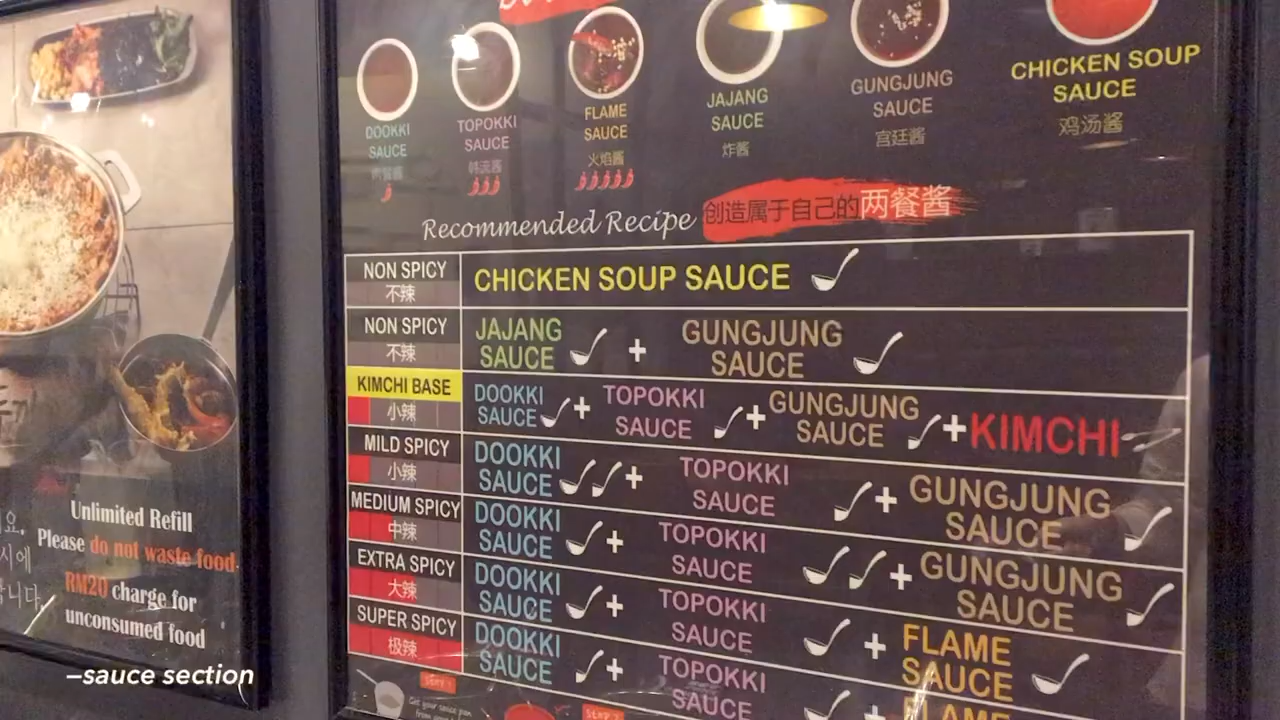 DOOKKI
SAUCE
TOPOKKI
SAUCE
韩流酱
FLAME
SAUCE
火焰酱
JAJANG
SAUCE
炸酱
GUNGJUNG
SAUCE
宫廷酱
CHICKEN SOUP
SAUCE
鸡汤酱
Recommended Recipe 创造属于自己的两餐酱
NON SPICY
不辣
CHICKEN SOUP SAUCE
NON SPICY
不辣
JAJANG
SAUCE
+
GUNGJUNG
SAUCE
KIMCHI BASE
小辣
DOOKKI
SAUCE
+
TOPOKKI
SAUCE
+
GUNGJUNG
SAUCE
+
KIMCHI
MILD SPICY
小辣
DOOKKI
SAUCE
+
TOPOKKI
SAUCE
+
GUNGJUNG
SAUCE
MEDIUM SPICY
中辣
DOOKKI
SAUCE
+
TOPOKKI
SAUCE
+
GUNGJUNG
SAUCE
EXTRA SPICY
大辣
DOOKKI
SAUCE
+
TOPOKKI
SAUCE
+
FLAME
SAUCE
SUPER SPICY
极辣
DOOKKI
SAUCE
+
TOPOKKI
SAUCE
FLAME
Get your sauce pan
Unlimited Refill
Please do not waste food.
RM20 charge for
unconsumed food
–sauce section